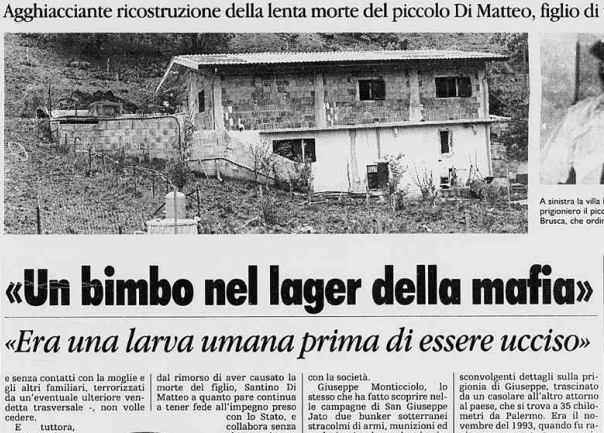 Agghiacciante ricostruzione della lenta morte del piccolo Di Matteo, figlio di
A sinistra la villa
prigioniero il picc
Brusca, che ordi
«Un bimbo nel lager della mafia»
«Era una larva umana prima di essere ucciso»
e senza contatti con la moglie e
gli altri familiari, terrorizzati
da un'eventuale ulteriore ven-
detta trasversale -, non volle
cedere.
E tuttora,
dal rimorso di aver causato la
morte del figlio, Santino Di
Matteo a quanto pare continua
a tener fede all'impegno preso
con lo Stato, e
collabora senza
con la società.
Giuseppe Monticciolo, lo
stesso che ha fatto scoprire nel-
le campagne di San Giuseppe
Jato due bunker sotterranei
stracolmi di armi, munizioni ed
sconvolgenti dettagli sulla pri-
gionia di Giuseppe, trascinato
da un casolare all'altro attorno
al paese, che si trova a 35 chilo-
metri da Palermo. Era il no-
vembre del 1993, quando fu ra-